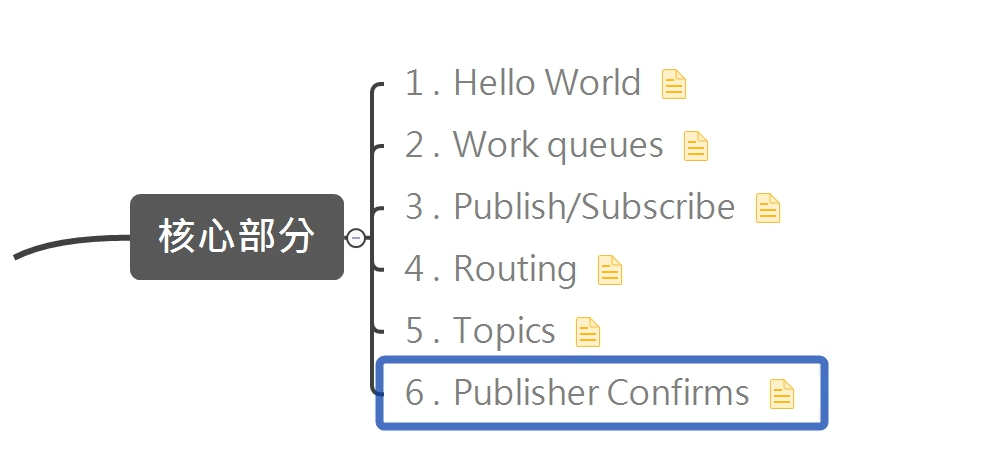 核心部分
1 . Hello World
2 . Work queues
3 . Publish/Subscribe
4 . Routing
5 . Topics
6 . Publisher Confirms